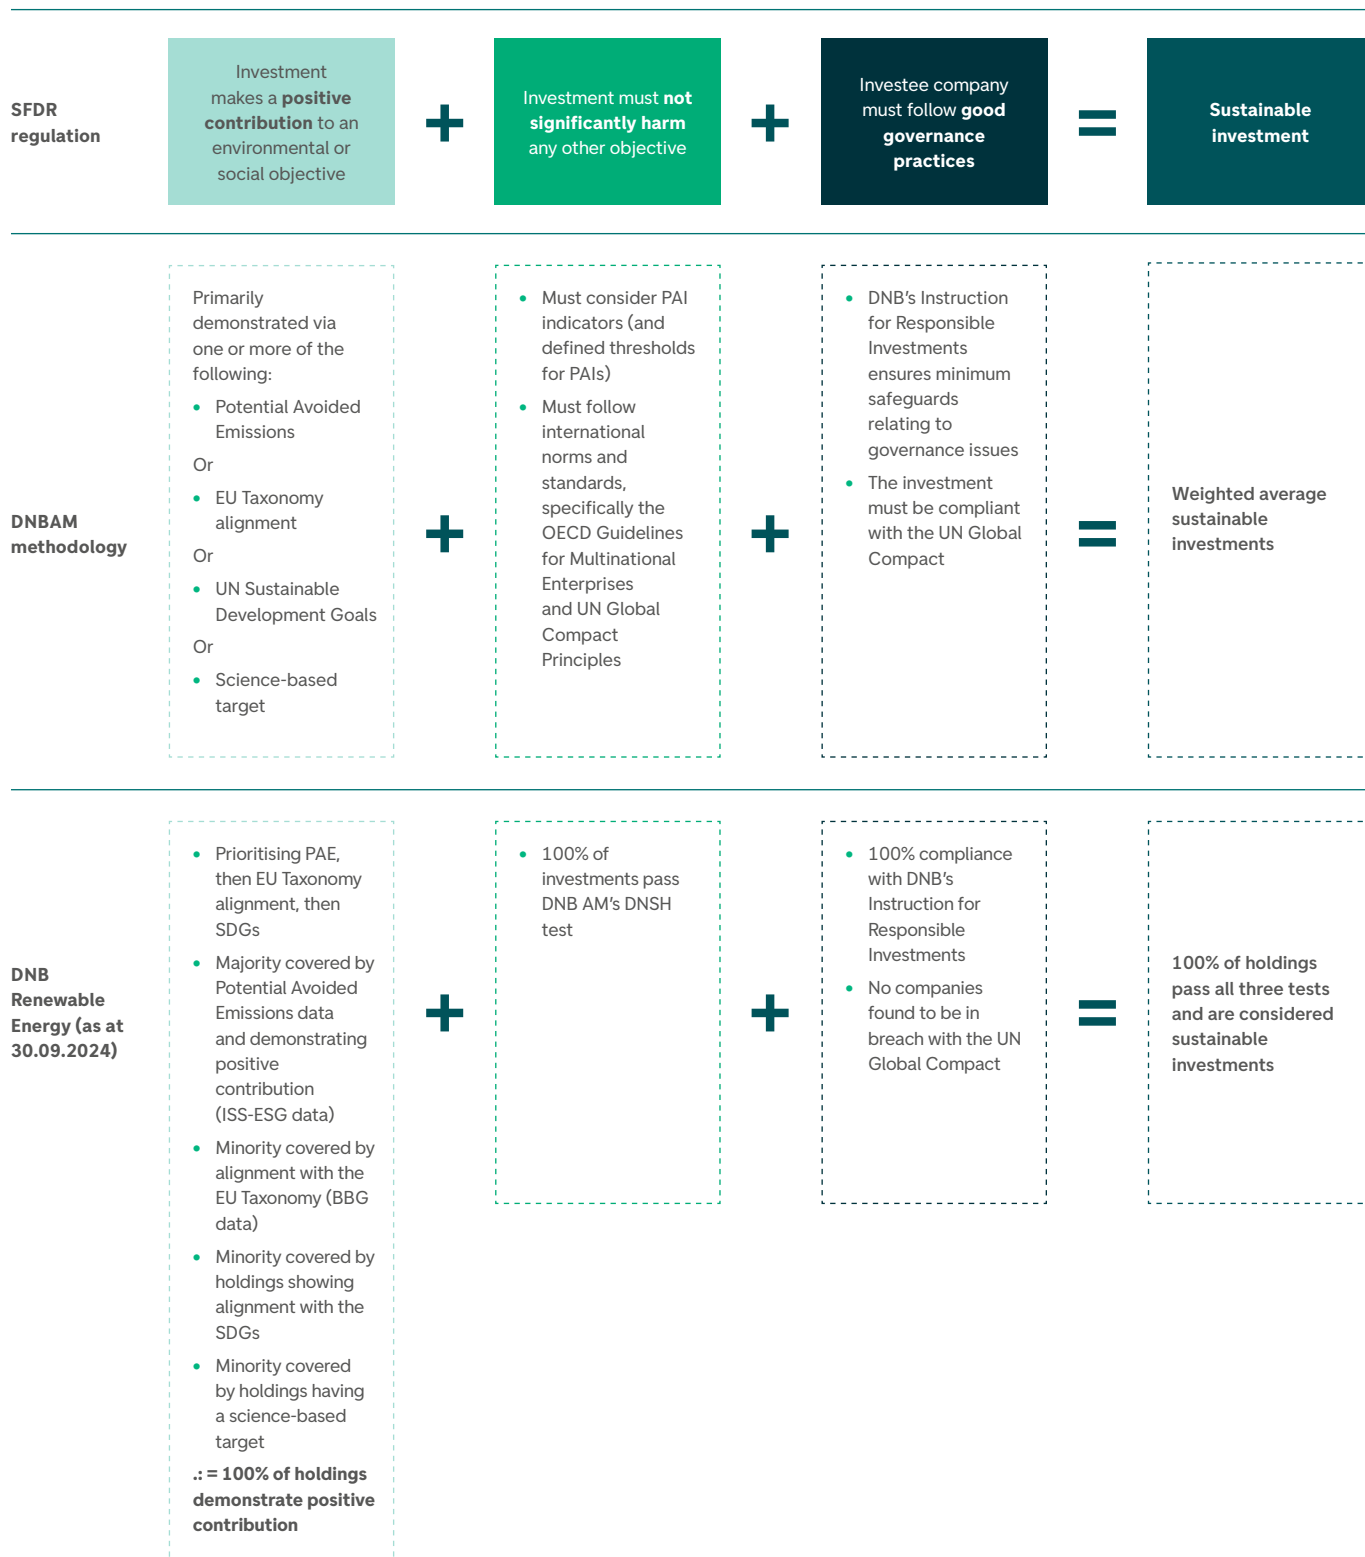 SFDR
regulation
Investment
makes a positive
contribution to an
environmental or
social objective
+
Investment must not
significantly harm
any other objective
+
Investee company
must follow good
governance
practices
=
Sustainable
investment
DNBAM
methodology
Primarily
demonstrated via
one or more of the
following:
• Potential Avoided
Emissions
Or
• EU Taxonomy
alignment
Or
• UN Sustainable
Development Goals
Or
• Science-based
target
+
• Must consider PAI
indicators (and
defined thresholds
for PAIs)
• Must follow
international
norms and
standards,
specifically the
OECD Guidelines
for Multinational
Enterprises
and UN Global
Compact
Principles
+
• DNB's Instruction
for Responsible
Investments
ensures minimum
safeguards
relating to
governance issues
• The investment
must be compliant
with the UN Global
Compact
=
Weighted average
sustainable
investments
DNB
Renewable
Energy (as at
30.09.2024)
• Prioritising PAE,
then EU Taxonomy
alignment, then
SDGs
• Majority covered by
Potential Avoided
Emissions data
and demonstrating
positive
contribution
(ISS-ESG data)
• Minority covered by
alignment with the
EU Taxonomy (BBG
data)
• Minority covered by
holdings showing
alignment with the
SDGs
• Minority covered
by holdings having
a science-based
target
.: = 100% of holdings
demonstrate positive
contribution
+
• 100% of
investments pass
DNB AM's DNSH
test
+
• 100% compliance
with DNB's
Instruction for
Responsible
Investments
• No companies
found to be in
breach with the UN
Global Compact
=
100% of holdings
pass all three tests
and are considered
sustainable
investments